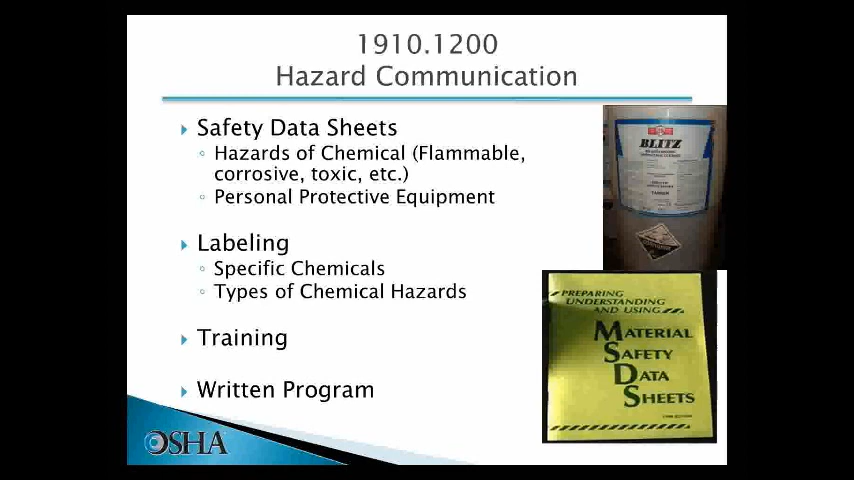 1910.1200
Hazard Communication
Safety Data Sheets
Hazards of Chemical (Flammable,
corrosive, toxic, etc.)
Personal Protective Equipment
Labeling
Specific Chemicals
Types of Chemical Hazards
Training
Written Program
BLITZ
PREPARING
UNDERSTANDING
AND USING
MATERIAL
SAFETY
DATA
SHEETS
OSHA